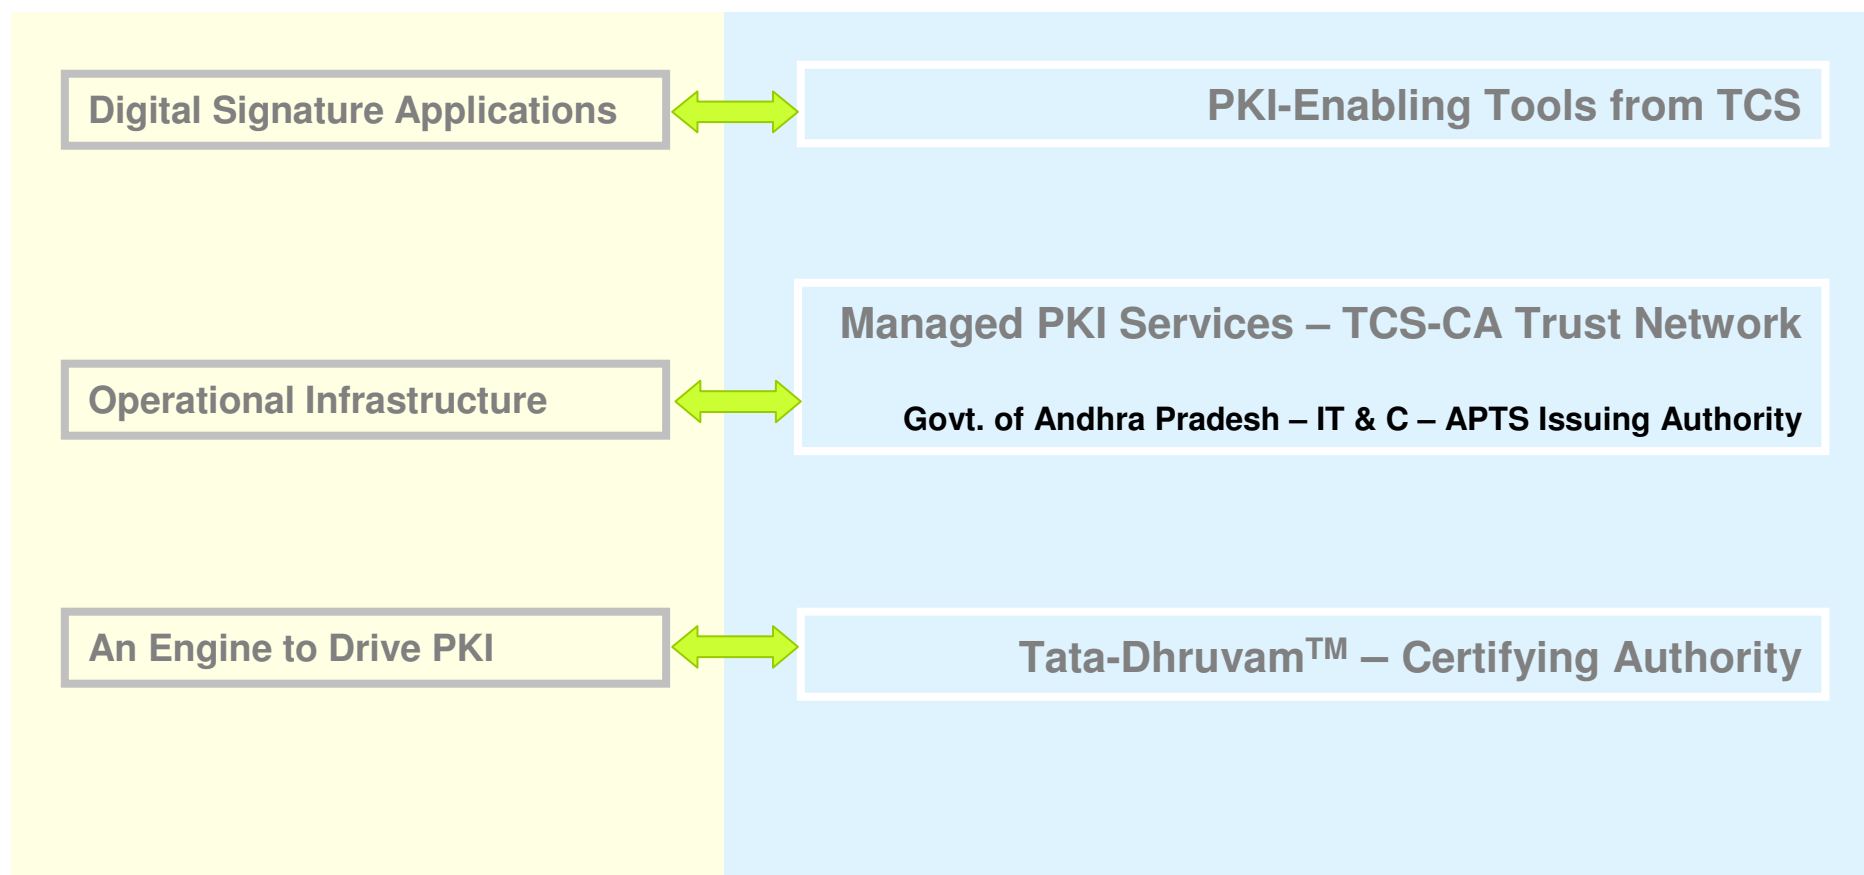 Digital Signature Applications
PKI-Enabling Tools from TCS
Managed PKI Services – TCS-CA Trust Network
Operational Infrastructure
Govt. of Andhra Pradesh – IT & C – APTS Issuing Authority
An Engine to Drive PKI
Tata-Dhruvam™ – Certifying Authority